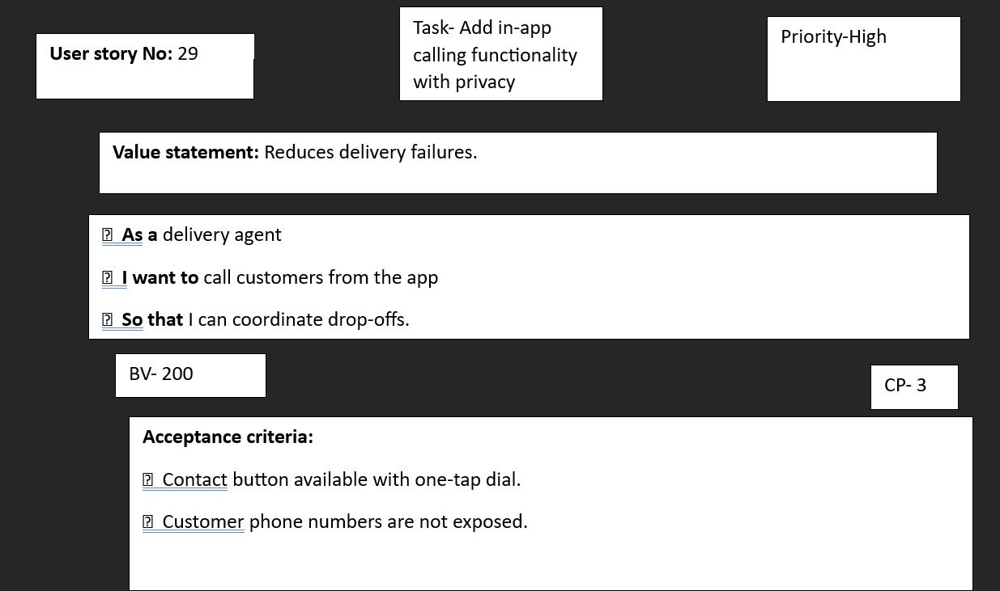 User story No: 29
Task- Add in-app
calling functionality
with privacy
Priority-High
Value statement: Reduces delivery failures.
⍰ As a delivery agent
⍰ I want to call customers from the app
⍰ So that I can coordinate drop-offs.
BV- 200
CP- 3
Acceptance criteria:
⍰ Contact button available with one-tap dial.
⍰ Customer phone numbers are not exposed.